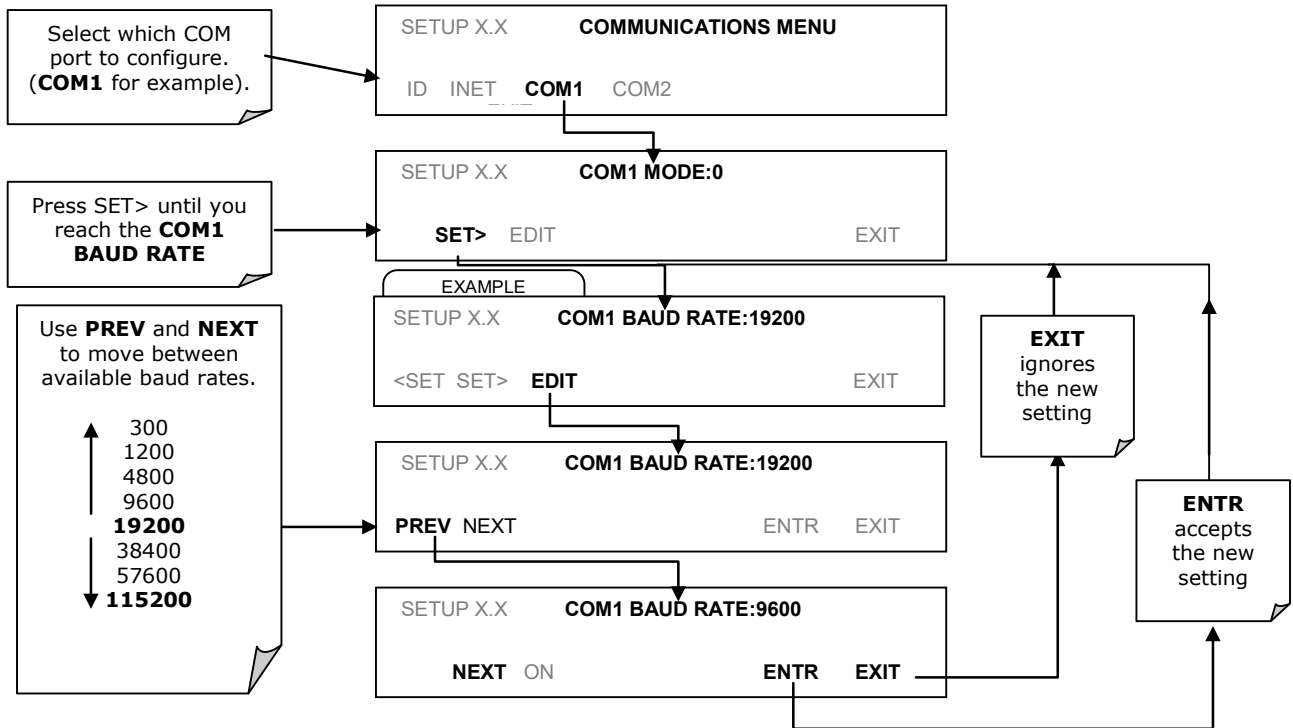 Select which COM
port to configure.
(COM1 for example).
SETUP X.X COMMUNICATIONS MENU
ID INET COM1 COM2
Press SET> until you
reach the COM1
BAUD RATE
SETUP X.X COM1 MODE:0
SET> EDIT EXIT
EXAMPLE
SETUP X.X COM1 BAUD RATE:19200
<SET SET> EDIT EXIT
Use PREV and NEXT
to move between
available baud rates.
300
1200
4800
9600
19200
38400
57600
115200
SETUP X.X COM1 BAUD RATE:19200
PREV NEXT ENTR EXIT
SETUP X.X COM1 BAUD RATE:9600
NEXT ON ENTR EXIT
EXIT
ignores
the new
setting
ENTR
accepts
the new
setting